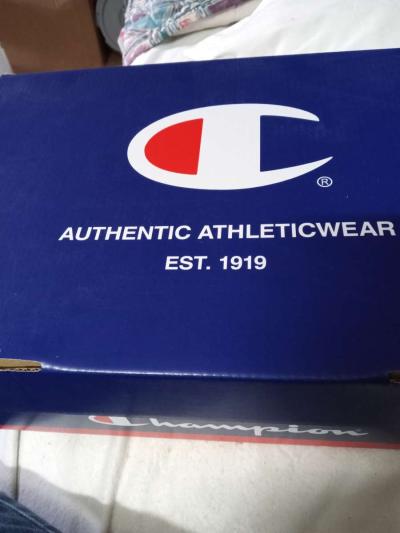 ®
AUTHENTIC ATHLETICWEAR
EST. 1919
Champion